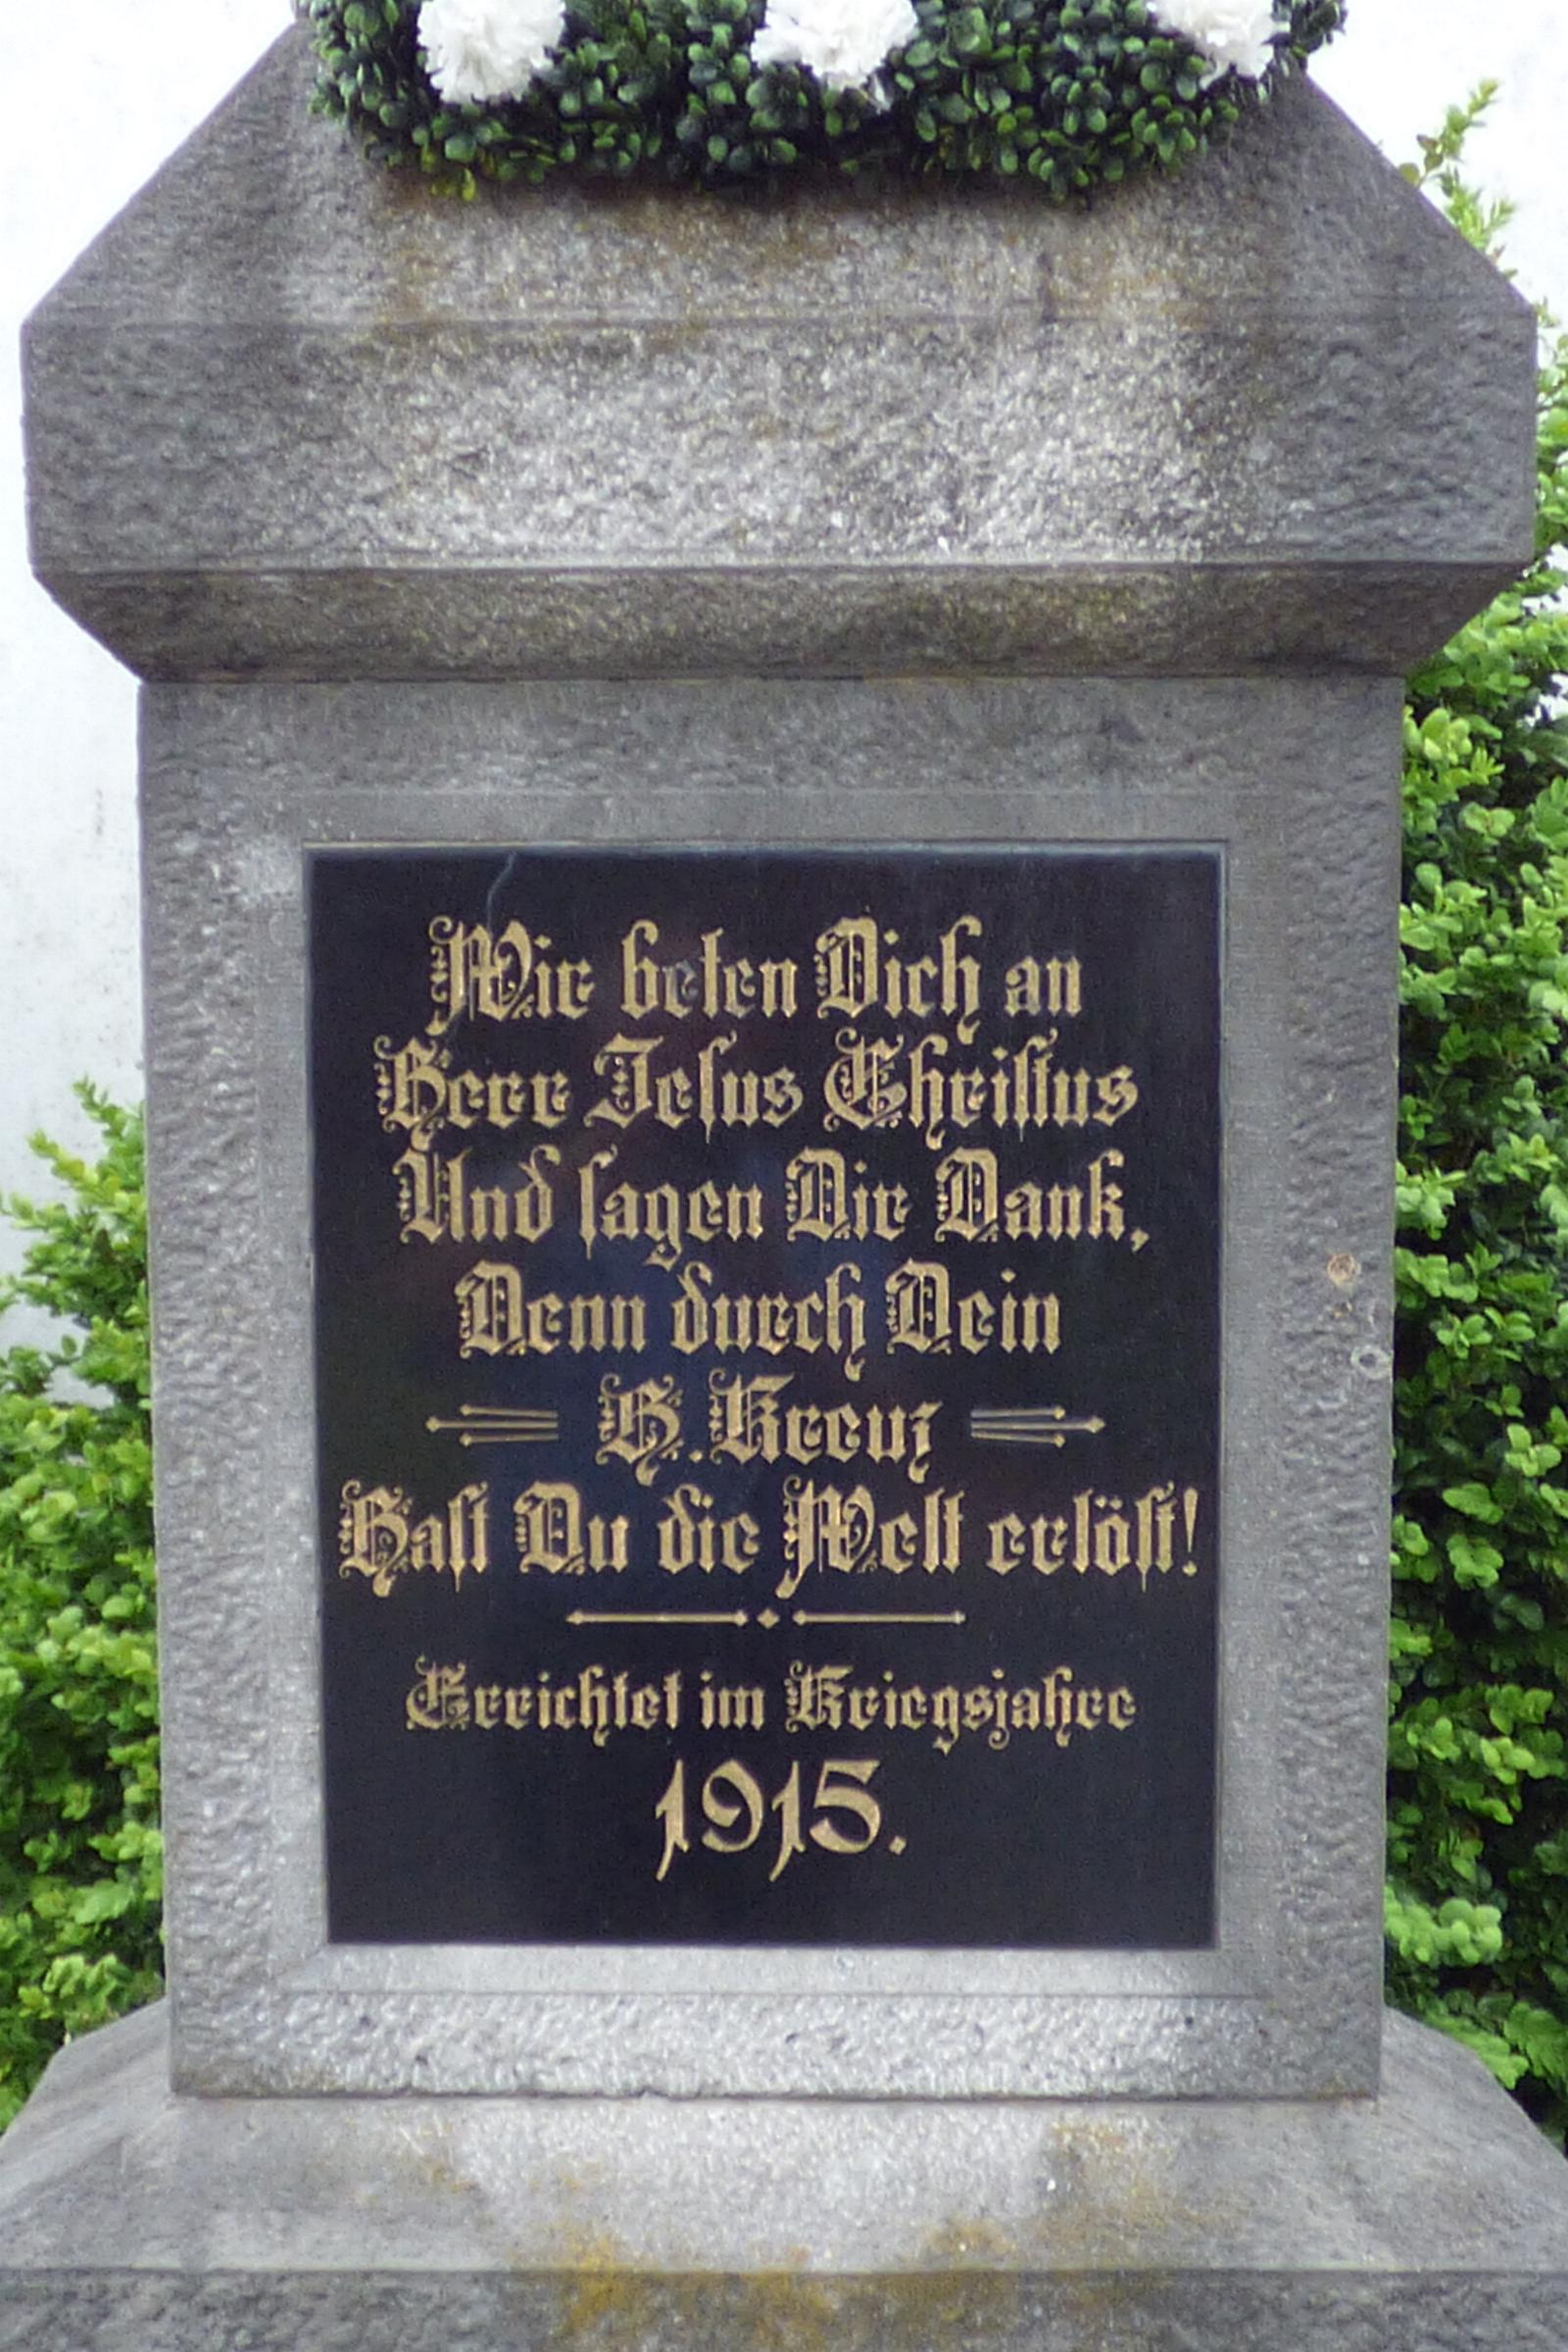 Wir beten Dich an
Herr Jesus Christus
Und sagen Dir Dank,
Denn durch Dein
H. Kreuz
Hast Du die Welt erlöst!
Errichtet im Kriegsjahre
1915.